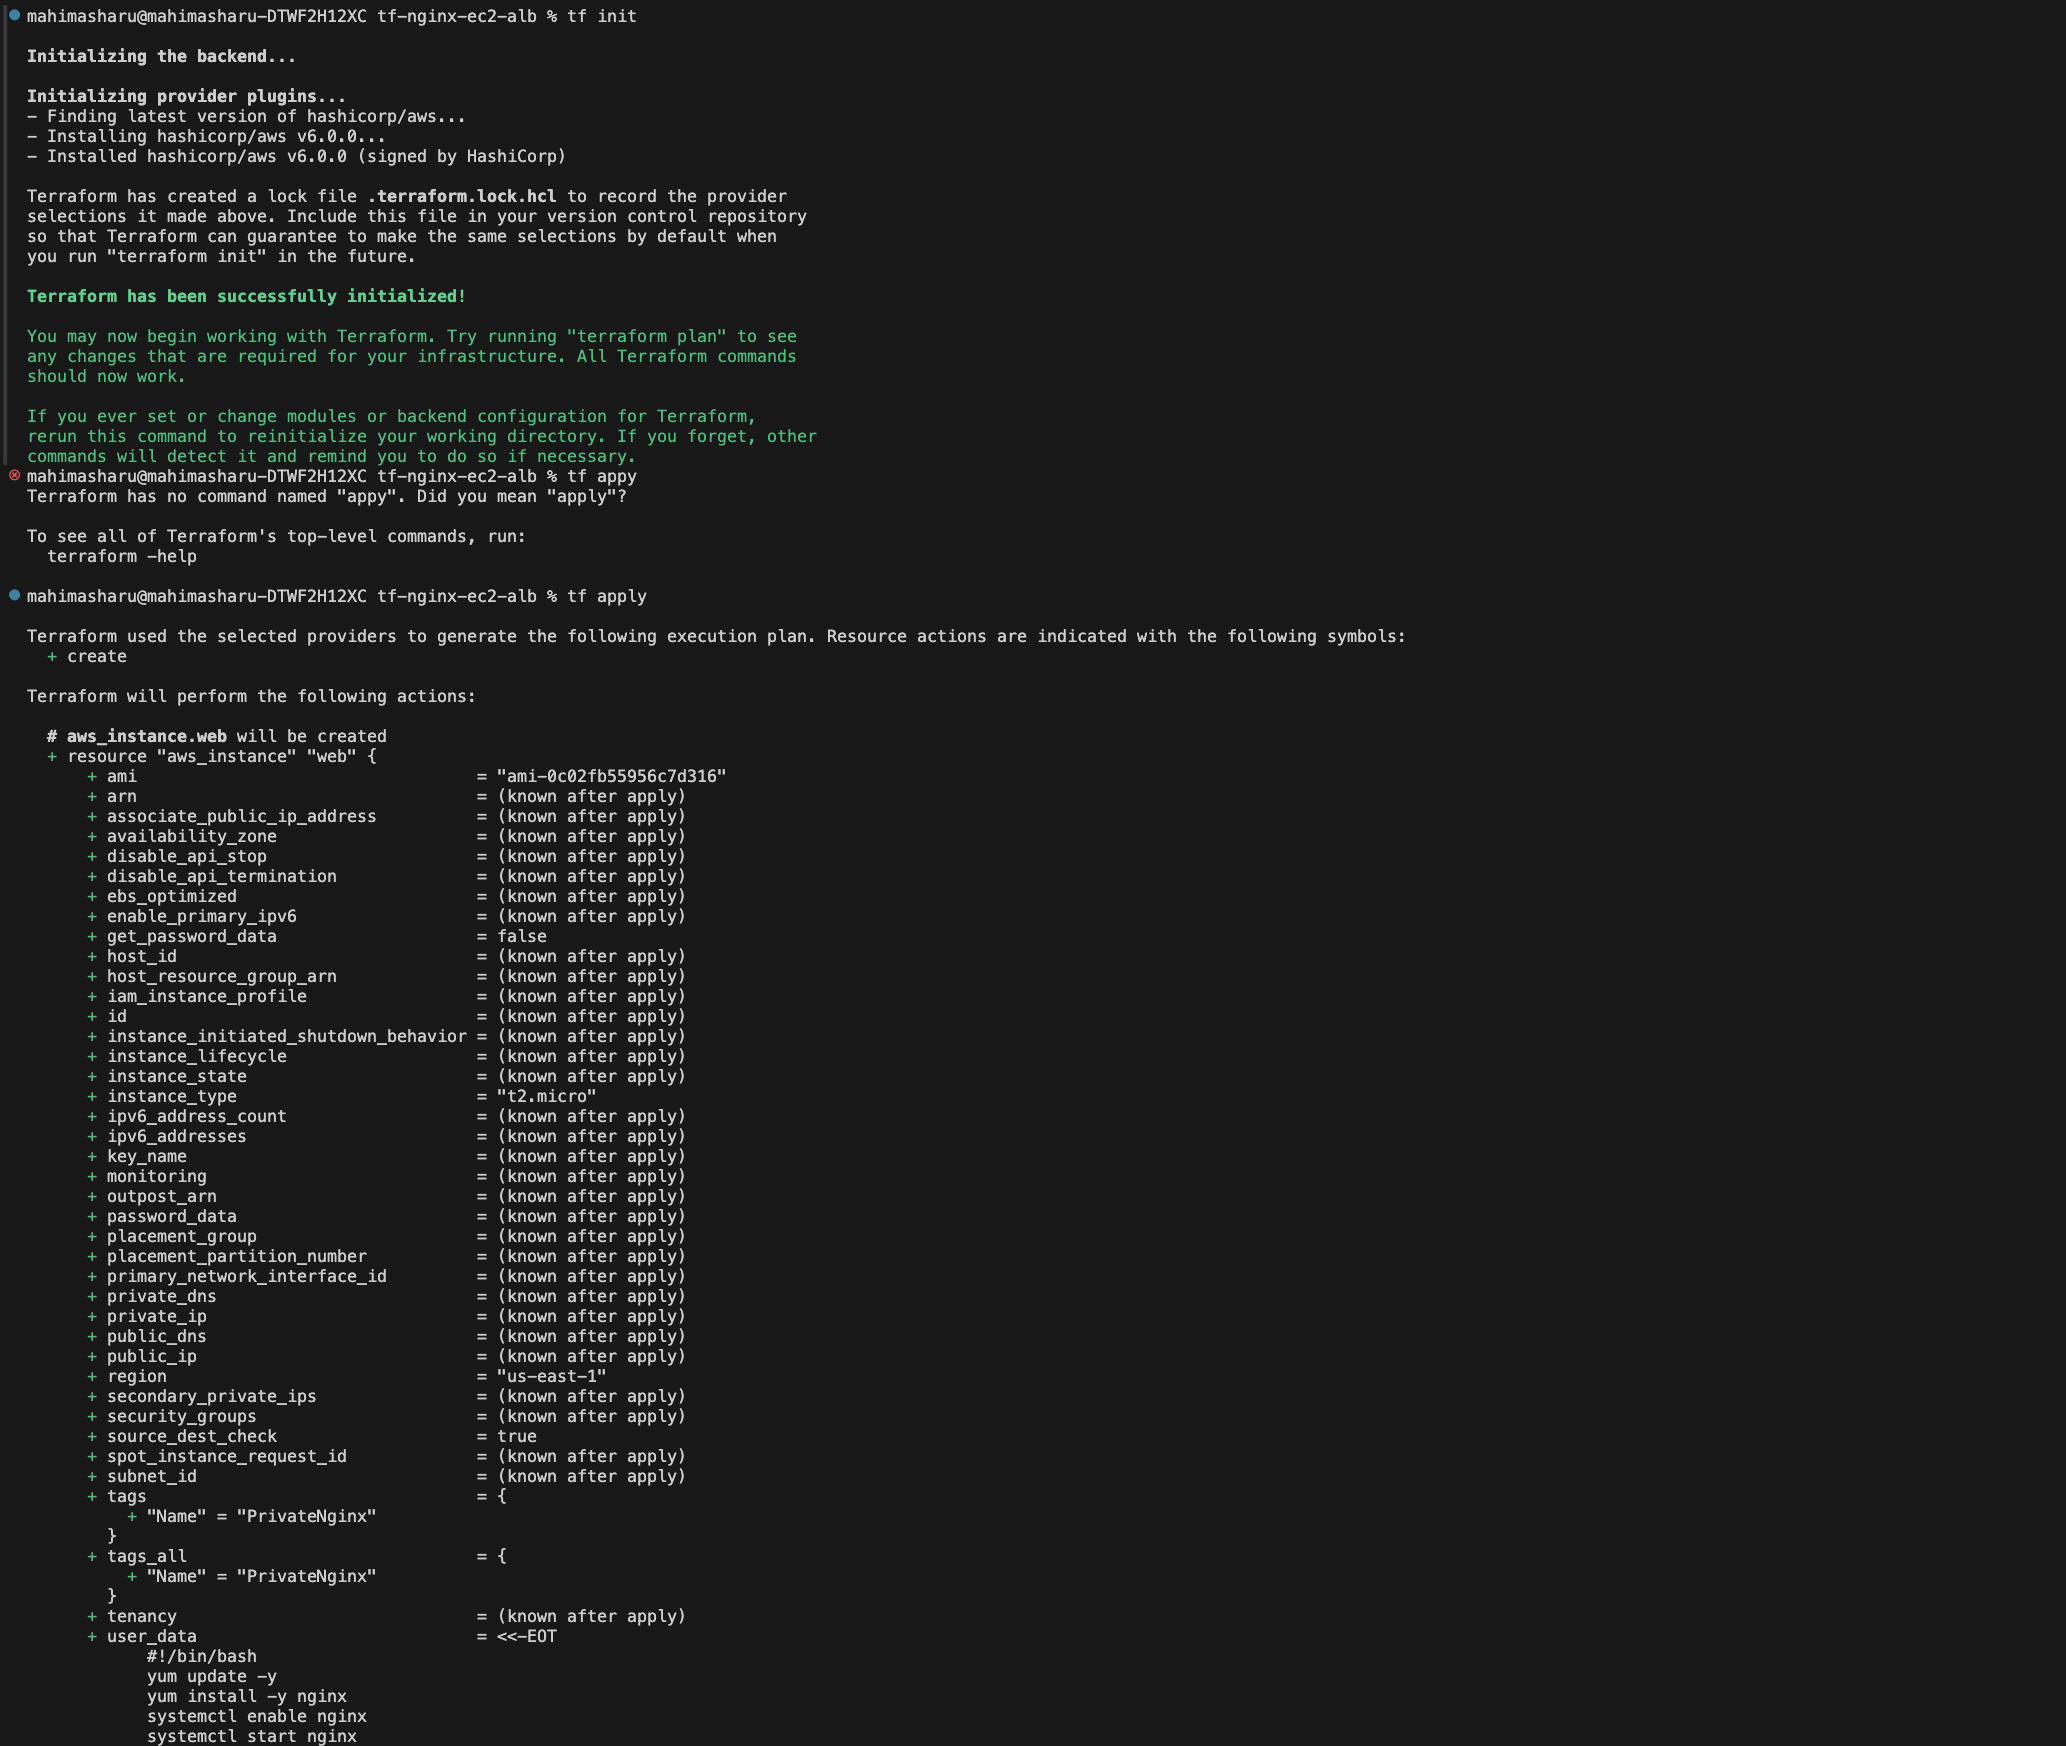 mahimasharu@mahimasharu-DTWF2H12XC tf-nginx-ec2-alb % tf init
Initializing the backend...
Initializing provider plugins...
- Finding latest version of hashicorp/aws...
- Installing hashicorp/aws v6.0.0...
- Installed hashicorp/aws v6.0.0 (signed by HashiCorp)
Terraform has created a lock file .terraform.lock.hcl to record the provider
selections it made above. Include this file in your version control repository
so that Terraform can guarantee to make the same selections by default when
you run "terraform init" in the future.
Terraform has been successfully initialized!
You may now begin working with Terraform. Try running "terraform plan" to see
any changes that are required for your infrastructure. All Terraform commands
should now work.
If you ever set or change modules or backend configuration for Terraform,
rerun this command to reinitialize your working directory. If you forget, other
commands will detect it and remind you to do so if necessary.
mahimasharu@mahimasharu-DTWF2H12XC tf-nginx-ec2-alb % tf appy
Terraform has no command named "appy". Did you mean "apply"?
To see all of Terraform's top-level commands, run:
  terraform -help
mahimasharu@mahimasharu-DTWF2H12XC tf-nginx-ec2-alb % tf apply
Terraform used the selected providers to generate the following execution plan. Resource actions are indicated with the following symbols:
  + create
Terraform will perform the following actions:
  # aws_instance.web will be created
  + resource "aws_instance" "web" {
      + ami                                  = "ami-0c02fb55956c7d316"
      + arn                                  = (known after apply)
      + associate_public_ip_address          = (known after apply)
      + availability_zone                    = (known after apply)
      + disable_api_stop                     = (known after apply)
      + disable_api_termination              = (known after apply)
      + ebs_optimized                        = (known after apply)
      + enable_primary_ipv6                  = (known after apply)
      + get_password_data                    = false
      + host_id                              = (known after apply)
      + host_resource_group_arn              = (known after apply)
      + iam_instance_profile                 = (known after apply)
      + id                                   = (known after apply)
      + instance_initiated_shutdown_behavior = (known after apply)
      + instance_lifecycle                   = (known after apply)
      + instance_state                       = (known after apply)
      + instance_type                        = "t2.micro"
      + ipv6_address_count                   = (known after apply)
      + ipv6_addresses                       = (known after apply)
      + key_name                             = (known after apply)
      + monitoring                           = (known after apply)
      + outpost_arn                          = (known after apply)
      + password_data                        = (known after apply)
      + placement_group                      = (known after apply)
      + placement_partition_number           = (known after apply)
      + primary_network_interface_id         = (known after apply)
      + private_dns                          = (known after apply)
      + private_ip                           = (known after apply)
      + public_dns                           = (known after apply)
      + public_ip                            = (known after apply)
      + region                               = "us-east-1"
      + secondary_private_ips                = (known after apply)
      + security_groups                      = (known after apply)
      + source_dest_check                    = true
      + spot_instance_request_id             = (known after apply)
      + subnet_id                            = (known after apply)
      + tags                                 = {
          + "Name" = "PrivateNginx"
        }
      + tags_all                             = {
          + "Name" = "PrivateNginx"
        }
      + tenancy                              = (known after apply)
      + user_data                            = <<-EOT
            #!/bin/bash
            yum update -y
            yum install -y nginx
            systemctl enable nginx
            systemctl start nginx